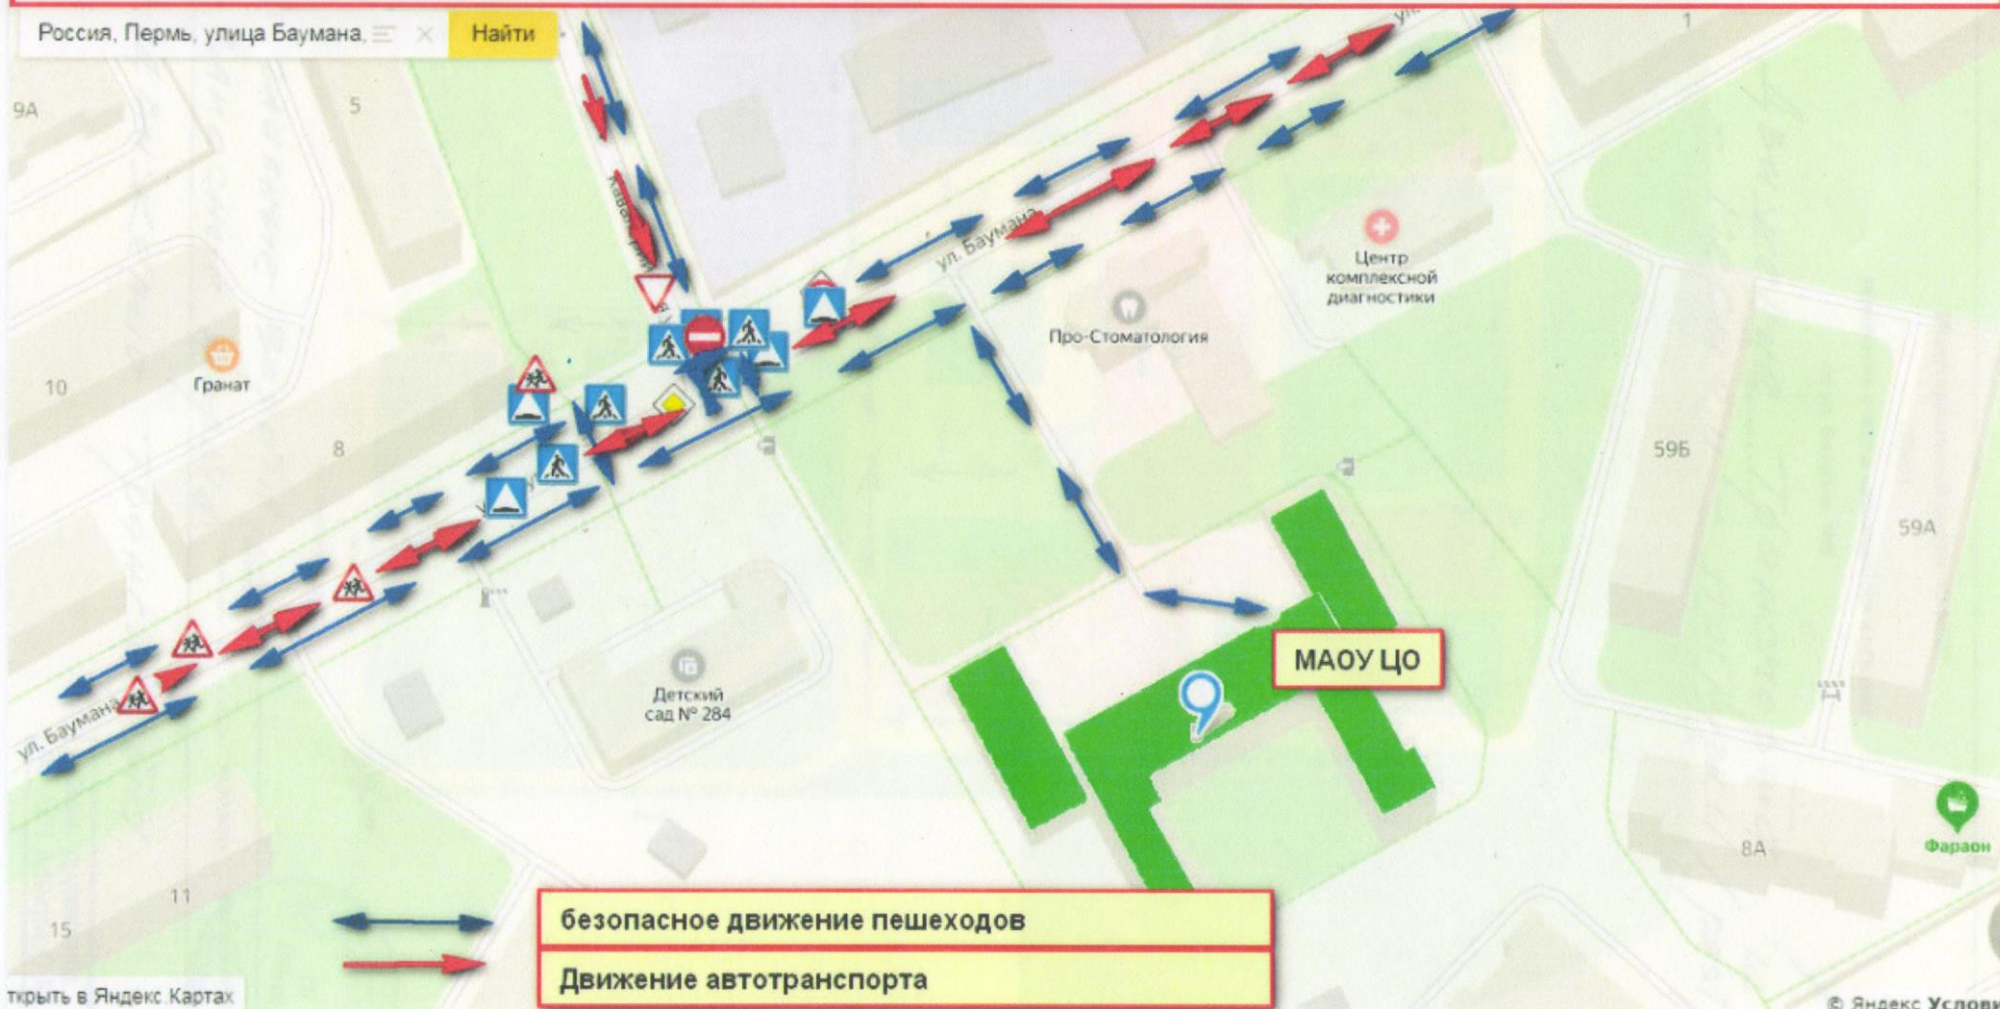 Россия, Пермь, улица Баумана,
Найти
ул.
1
9А
5
ул. Баумана
Центр
комплексной
диагностики
Про-Стоматология
Гранат
10
8
59Б
59А
МАОУ ЦО
Детский
сад № 284
ул. Баумана
8А
Фараон
11
15
безопасное движение пешеходов
Движение автотранспорта
ткрыть в Яндекс.Картах
© Яндекс Услови